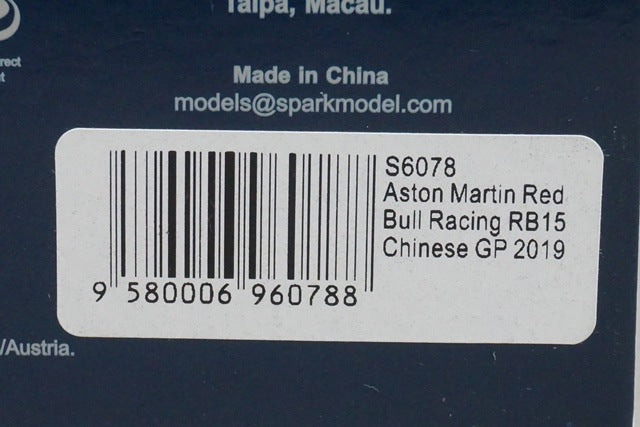 Taipa, Macau.
rect
t
Made in China
models@sparkmodel.com
S6078
Aston Martin Red
Bull Racing RB15
Chinese GP 2019
9 580006 960788
/Austria.